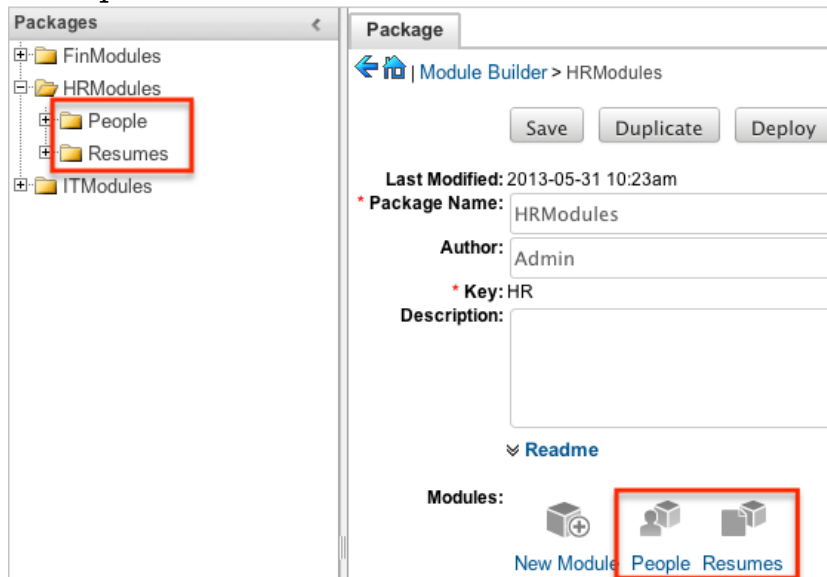 Packages
FinModules
HRModules
People
Resumes
ITModules
Package
| Module Builder > HRModules
Save Duplicate Deploy
Last Modified: 2013-05-31 10:23am
* Package Name: HRModules
Author: Admin
* Key: HR
Description:
Readme
Modules:
New Module People Resumes